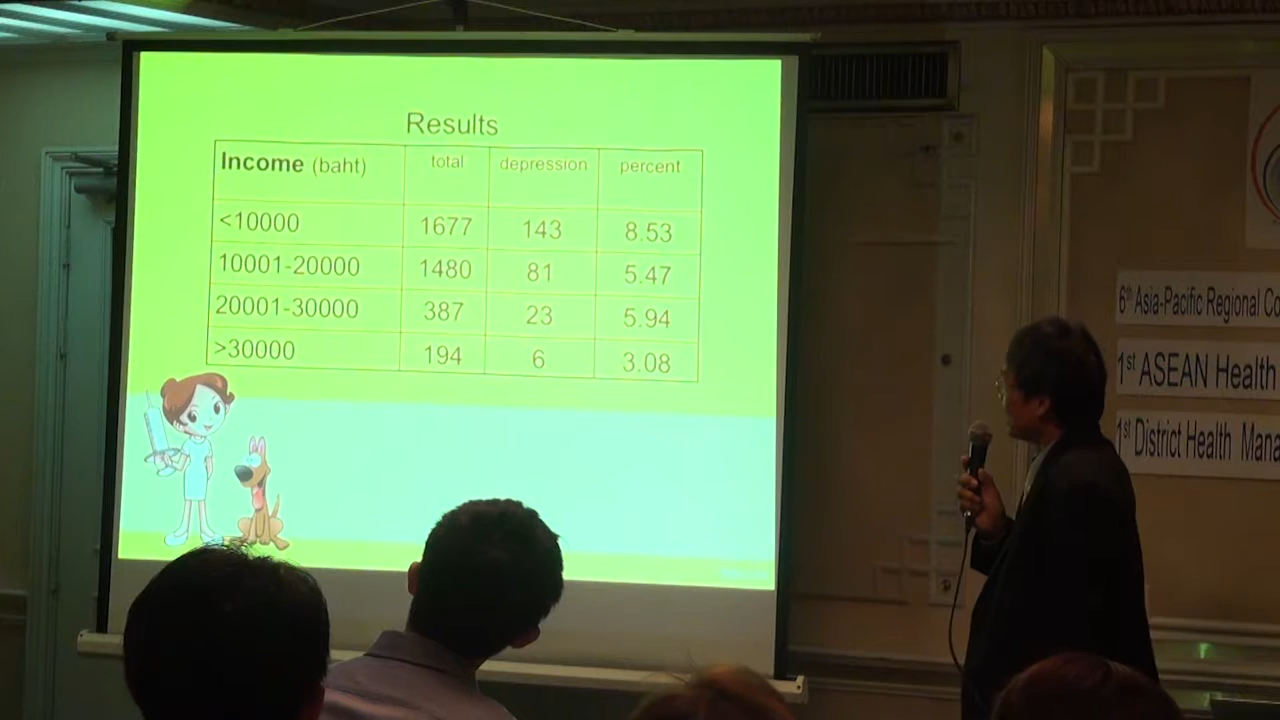 Results
Income (baht) total depression percent
<10000 1677 143 8.53
10001-20000 1480 81 5.47
20001-30000 387 23 5.94
>30000 194 6 3.08
6th Asia-Pacific Regional
1st ASEAN Health
1st District Health